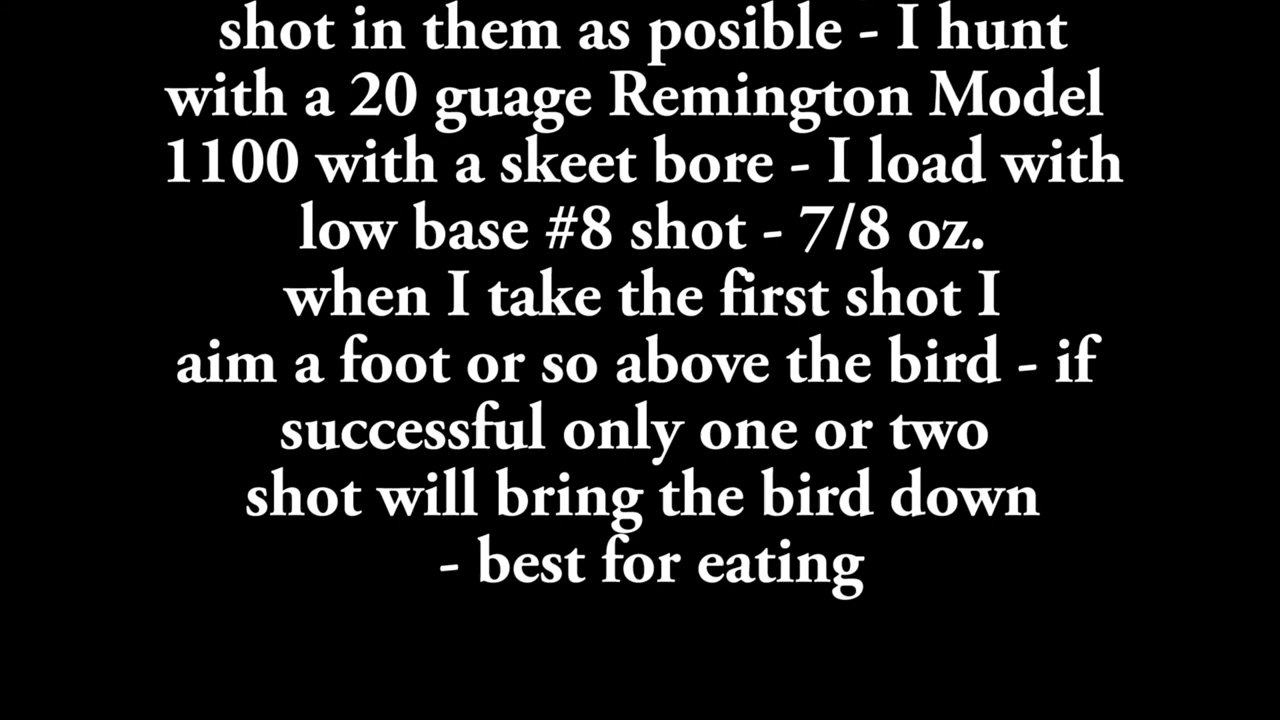 shot in them as posible - I hunt
with a 20 guage Remington Model
1100 with a skeet bore - I load with
low base #8 shot - 7/8 oz.
when I take the first shot I
aim a foot or so above the bird - if
successful only one or two
shot will bring the bird down
- best for eating